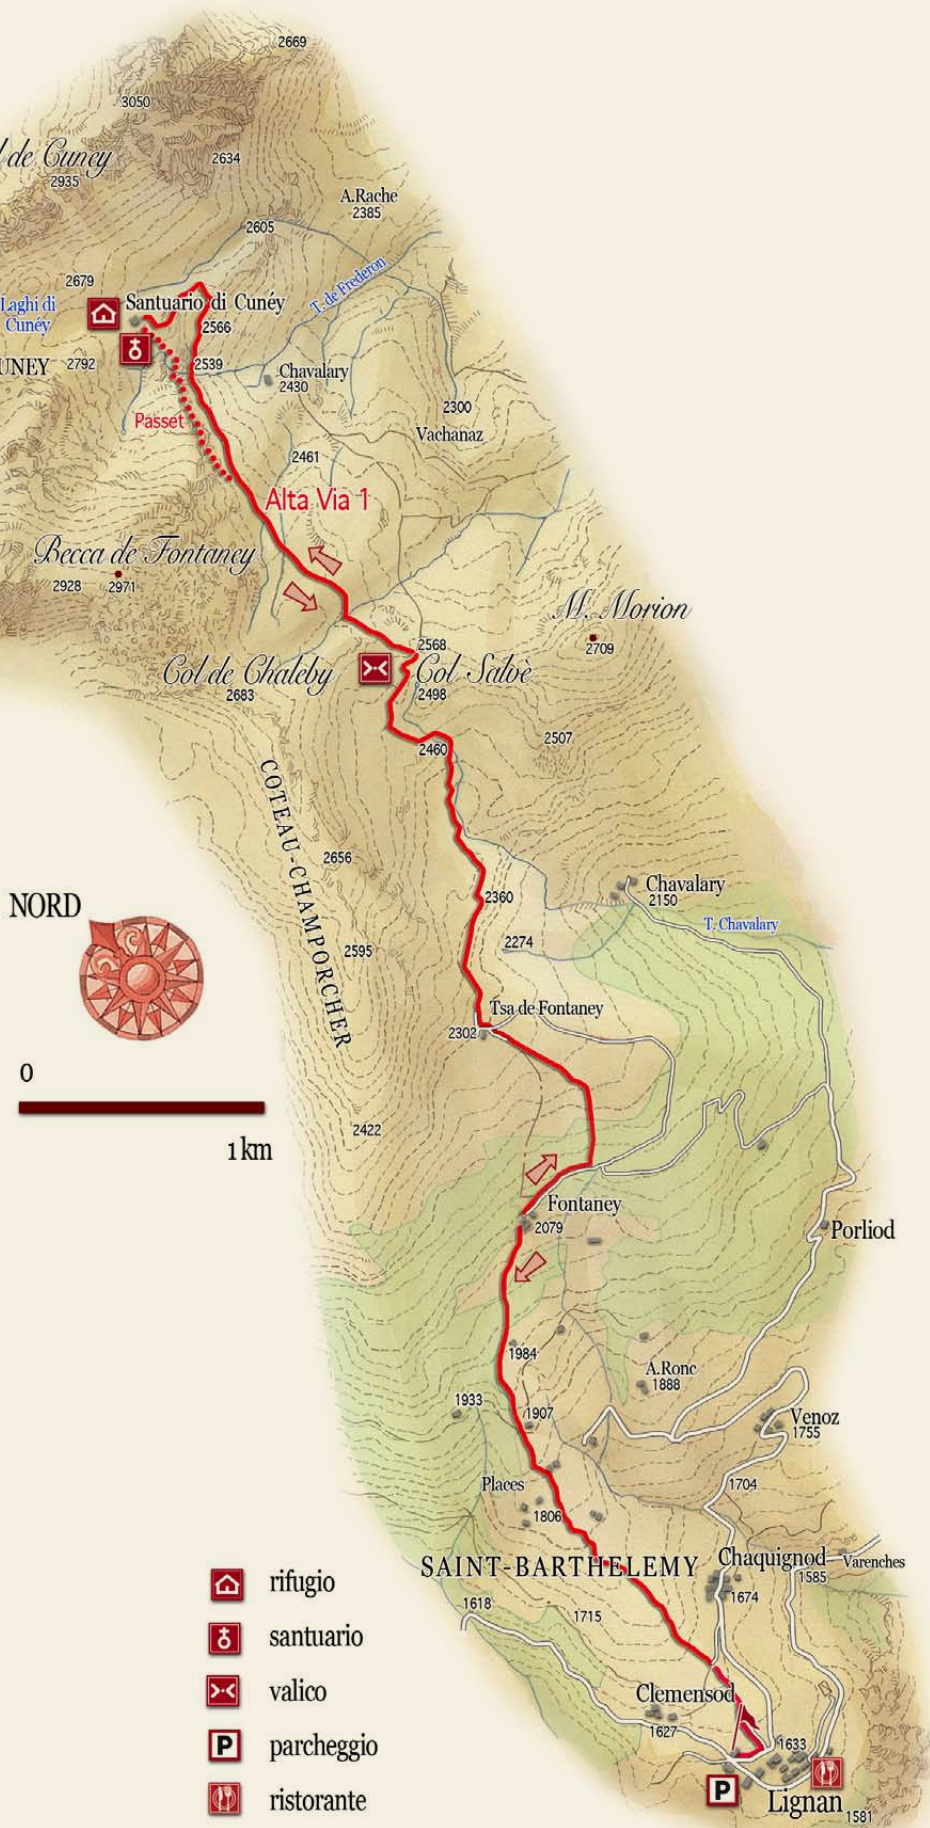 2669
3050
l de Cuney
2935
2634
A.Rache
2385
2605
T. de Frederon
2679
Laghi di
Cunéy
Santuario di Cunéy
2566
UNEY
2792
2539
Chavalary
2430
2300
Vachanaz
Passet
2461
Alta Via 1
Becca de Fontaney
2928
2971
M. Morion
2709
2568
Col de Chaleby
2683
Col Salvè
2498
2460
2507
COTEAU-CHAMPORCHER
2656
2360
Chavalary
2150
T. Chavalary
NORD
2595
2274
Tsa de Fontaney
2302
0
1 km
2422
Fontaney
2079
Porliod
1984
A.Ronc
1888
1933
1907
Venoz
1755
Places
1704
1806
SAINT-BARTHELEMY
Chaquignod
Varenches
1585
1674
1618
1715
Clemensod
1627
1633
P
Lignan
1581
rifugio
santuario
valico
P parcheggio
ristorante